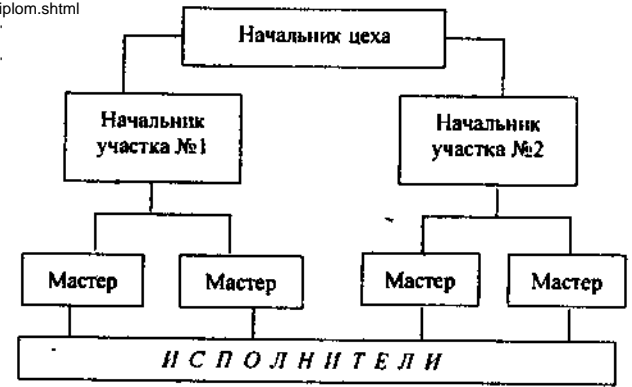 iplom.shtml
Начальник цеха
Начальник
участка №1
Начальник
участка №2
Мастер
Мастер
Мастер
Мастер
ИСПОЛНИТЕЛИ